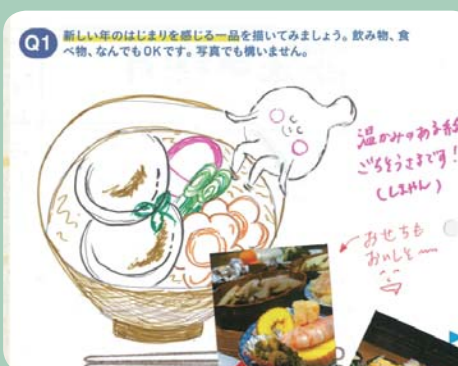 Q1 新しい年のはじまりを感じる一品を描いてみましょう。飲み物、食
べ物、なんでもOKです。写真でも構いません。
温かみのある絵
ごちそうさまです!
(しまやん)
おせちも
おいしそ〜